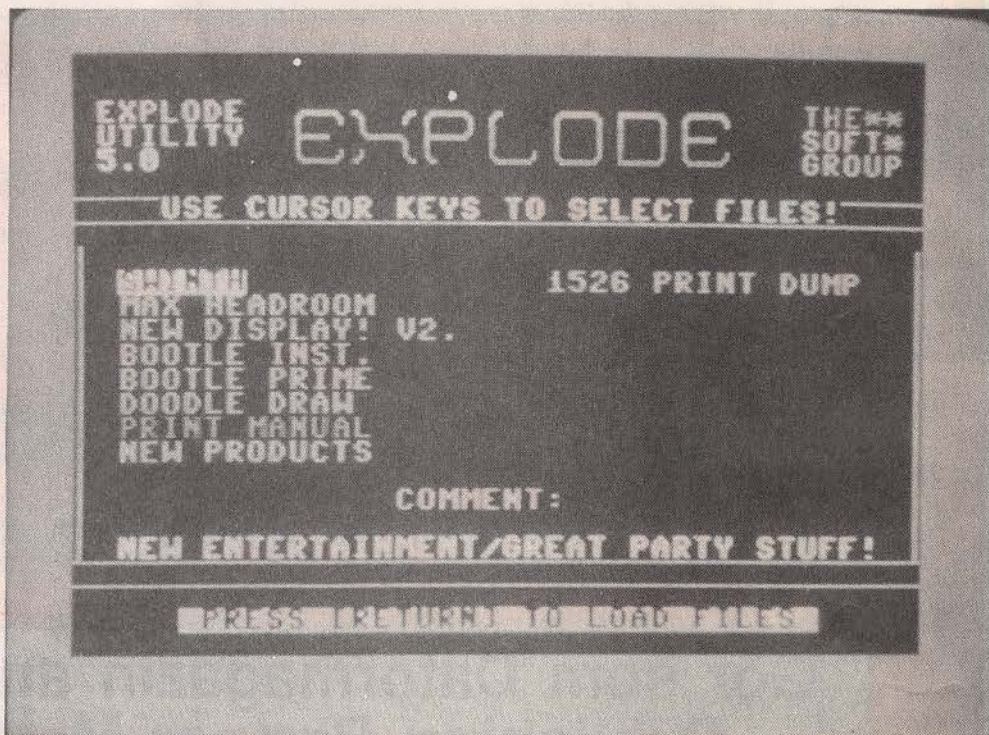 EXPLODE
UTILITY
5.0
EXPLODE
THE**
SOFT*
GROUP
USE CURSOR KEYS TO SELECT FILES!
1526 PRINT DUMP
MAX HEADROOM
NEW DISPLAY! V2.
BOOTLE INST.
BOOTLE PRIME
DOODLE DRAW
PRINT MANUAL
NEW PRODUCTS
COMMENT:
NEW ENTERTAINMENT/GREAT PARTY STUFF!
PRESS [RETURN] TO LOAD FILES